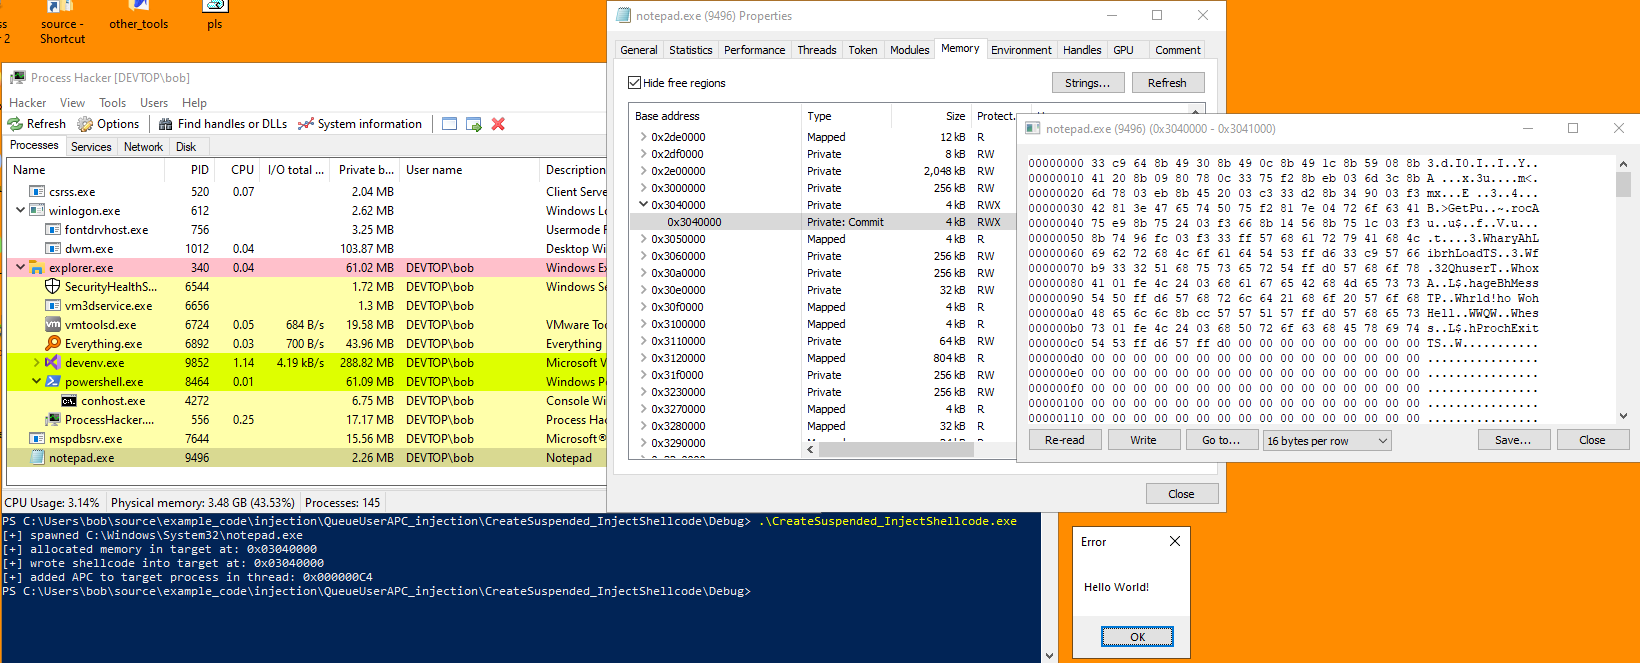 ss
r 2
source -
Shortcut
other_tools
pls
Process Hacker [DEVTOP\bob]
Hacker View Tools Users Help
Refresh Options Find handles or DLLs System information
Processes Services Network Disk
Name PID CPU I/O total ... Private b... User name Description
csrss.exe 520 0.07 2.04 MB Client Serve
winlogon.exe 612 2.62 MB Windows Lo
fontdrvhost.exe 756 3.25 MB Usermode F
dwm.exe 1012 0.04 103.87 MB Desktop Wi
explorer.exe 340 0.04 61.02 MB DEVTOP\bob Windows Ex
SecurityHealthS... 6544 1.72 MB DEVTOP\bob Windows Se
vm3dservice.exe 6656 1.3 MB DEVTOP\bob
vmtoolsd.exe 6724 0.05 684 B/s 19.58 MB DEVTOP\bob VMware Too
Everything.exe 6892 0.03 700 B/s 43.96 MB DEVTOP\bob Everything
devenv.exe 9852 1.14 4.19 kB/s 288.82 MB DEVTOP\bob Microsoft V
powershell.exe 8464 0.01 61.09 MB DEVTOP\bob Windows Po
conhost.exe 4272 6.75 MB DEVTOP\bob Console Wi
ProcessHacker.... 556 0.25 17.17 MB DEVTOP\bob Process Hac
mspdbsrv.exe 7644 15.56 MB DEVTOP\bob Microsoft®
notepad.exe 9496 2.26 MB DEVTOP\bob Notepad
CPU Usage: 3.14% Physical memory: 3.48 GB (43.53%) Processes: 145
notepad.exe (9496) Properties
General Statistics Performance Threads Token Modules Memory Environment Handles GPU Comment
Hide free regions Strings... Refresh
Base address Type Size Protect...
0x2de0000 Mapped 12 kB R
0x2df0000 Private 8 kB RW
0x2e00000 Private 2,048 kB RW
0x3000000 Private 256 kB RW
0x3040000 Private 4 kB RWX
0x3040000 Private: Commit 4 kB RWX
0x3050000 Mapped 4 kB R
0x3060000 Private 256 kB RW
0x30a0000 Private 256 kB RW
0x30e0000 Private 32 kB RW
0x30f0000 Mapped 4 kB R
0x3100000 Mapped 4 kB R
0x3110000 Private 64 kB RW
0x3120000 Mapped 804 kB R
0x31f0000 Private 256 kB RW
0x3230000 Private 256 kB RW
0x3270000 Mapped 4 kB R
0x3280000 Mapped 32 kB R
0x3290000
Close
notepad.exe (9496) (0x3040000 - 0x3041000)
00000000 33 c9 64 8b 49 30 8b 49 0c 8b 49 1c 8b 59 08 8b 3.d.I0.I..I..Y..
00000010 41 20 8b 09 80 78 0c 33 75 f2 8b eb 03 6d 3c 8b A ...x.3u....m<.
00000020 6d 78 03 eb 8b 45 20 03 c3 33 d2 8b 34 90 03 f3 mx...E ..3..4...
00000030 42 81 3e 47 65 74 50 75 f2 81 7e 04 72 6f 63 41 B.>GetPu..~.rocA
00000040 75 e9 8b 75 24 03 f3 66 8b 14 56 8b 75 1c 03 f3 u..u$..f..V.u...
00000050 8b 74 96 fc 03 f3 33 ff 57 68 61 72 79 41 68 4c .t....3.WharyAhL
00000060 69 62 72 68 4c 6f 61 64 54 53 ff d6 33 c9 57 66 ibrhLoadTS..3.Wf
00000070 b9 33 32 51 68 75 73 65 72 54 ff d0 57 68 6f 78 .32QhuserT..Whox
00000080 41 01 fe 4c 24 03 68 61 67 65 42 68 4d 65 73 73 A..L$.hageBhMess
00000090 54 50 ff d6 57 68 72 6c 64 21 68 6f 20 57 6f 68 TP..Whrld!ho Woh
000000a0 48 65 6c 6c 8b cc 57 57 51 57 ff d0 57 68 65 73 Hell..WWQW..Whes
000000b0 73 01 fe 4c 24 03 68 50 72 6f 63 68 45 78 69 74 s..L$.hProchExit
000000c0 54 53 ff d6 57 ff d0 00 00 00 00 00 00 00 00 00 TS..W...........
000000d0 00 00 00 00 00 00 00 00 00 00 00 00 00 00 00 00 ................
000000e0 00 00 00 00 00 00 00 00 00 00 00 00 00 00 00 00 ................
000000f0 00 00 00 00 00 00 00 00 00 00 00 00 00 00 00 00 ................
00000100 00 00 00 00 00 00 00 00 00 00 00 00 00 00 00 00 ................
00000110 00 00 00 00 00 00 00 00 00 00 00 00 00 00 00 00 ................
Re-read Write Go to... 16 bytes per row Save... Close
PS C:\Users\bob\source\example_code\injection\QueueUserAPC_injection\CreateSuspended_InjectShellcode\Debug> .\CreateSuspended_InjectShellcode.exe
[+] spawned C:\Windows\System32\notepad.exe
[+] allocated memory in target at: 0x03040000
[+] wrote shellcode into target at: 0x03040000
[+] added APC to target process in thread: 0x000000C4
PS C:\Users\bob\source\example_code\injection\QueueUserAPC_injection\CreateSuspended_InjectShellcode\Debug>
Error
Hello World!
OK